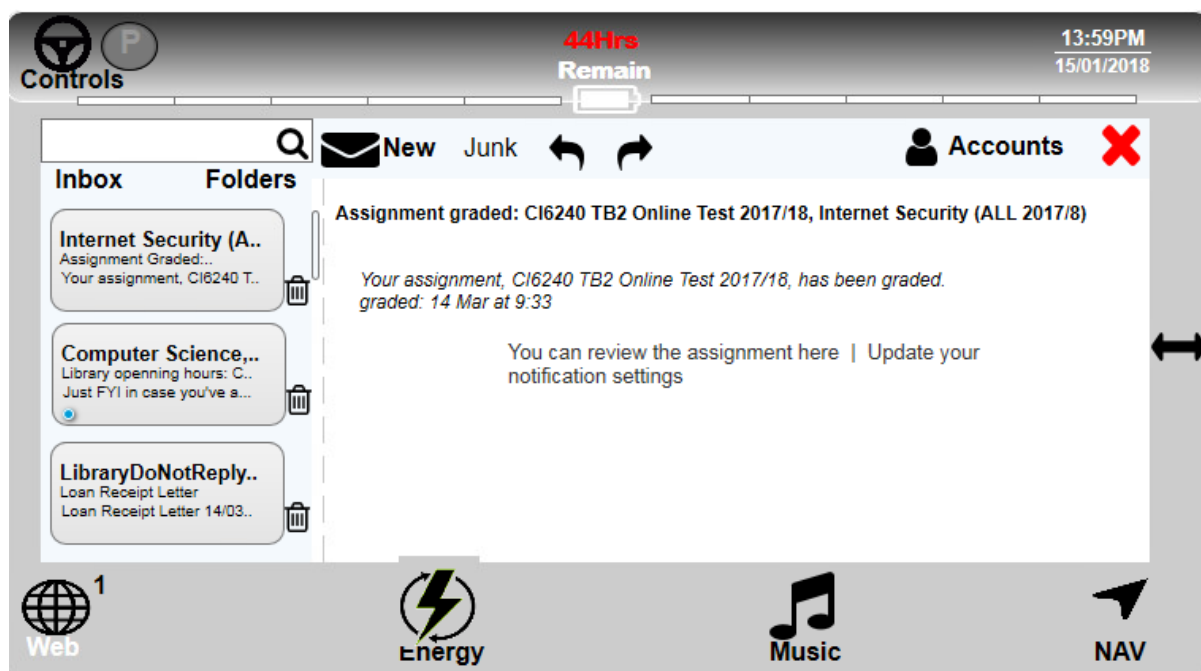 P
Controls
44Hrs
Remain
13:59PM
15/01/2018
New Junk
Accounts
Inbox Folders
Internet Security (A..
Assignment Graded:..
Your assignment, CI6240 T..
Computer Science,..
Library openning hours: C..
Just FYI in case you've a...
LibraryDoNotReply..
Loan Receipt Letter
Loan Receipt Letter 14/03..
Assignment graded: CI6240 TB2 Online Test 2017/18, Internet Security (ALL 2017/8)
Your assignment, CI6240 TB2 Online Test 2017/18, has been graded.
graded: 14 Mar at 9:33
You can review the assignment here | Update your
notification settings
1
Web
Energy
Music
NAV